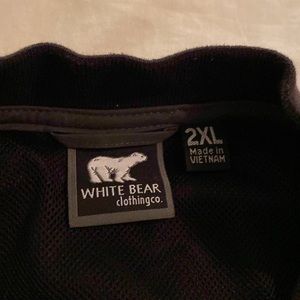 WHITE BEAR
clothingco.
2XL
Made in
VIETNAM